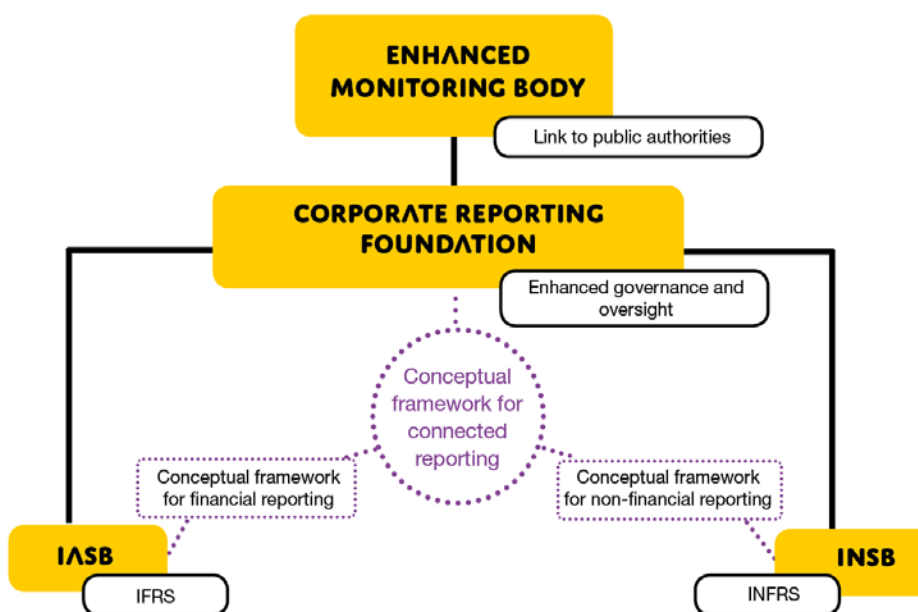 ENHANCED
MONITORING BODY
Link to public authorities
CORPORATE REPORTING
FOUNDATION
Enhanced governance and
oversight
Conceptual
framework for
connected
reporting
Conceptual framework
for financial reporting
Conceptual framework
for non-financial reporting
IASB
IFRS
INSB
INFRS